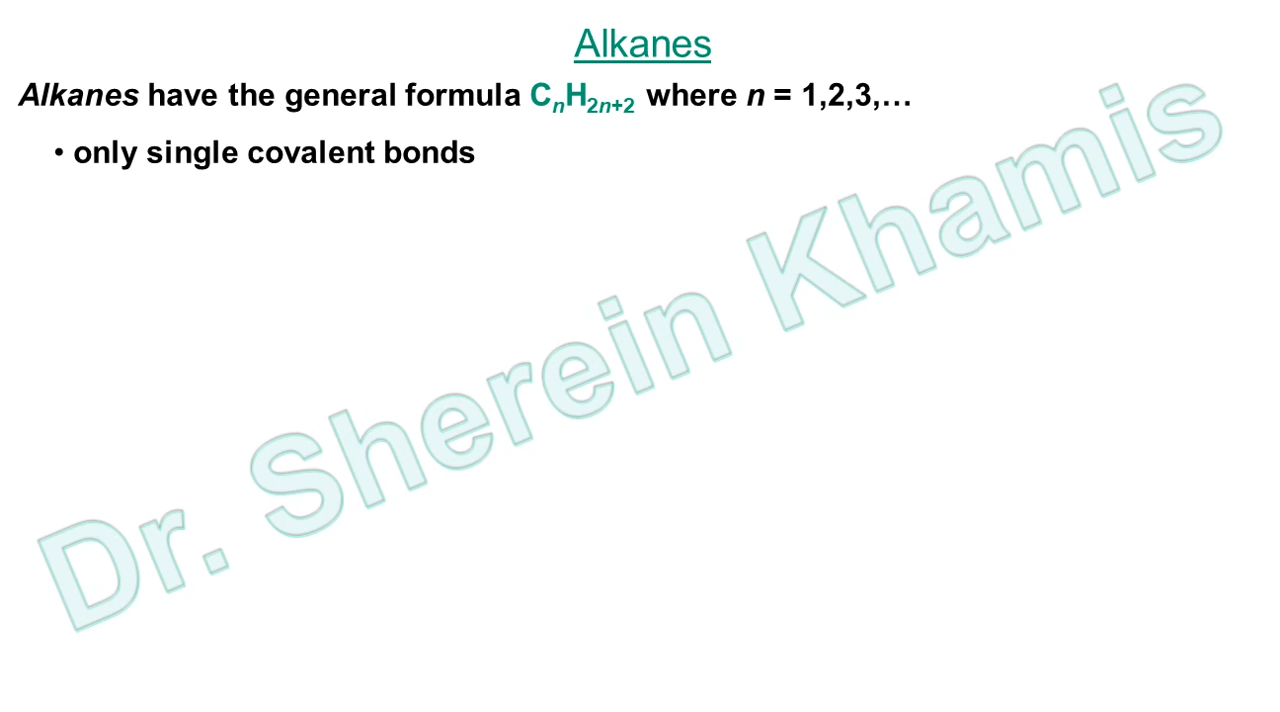 Alkanes
Alkanes have the general formula CnH2n+2 where n = 1,2,3,…
• only single covalent bonds
Dr. Sherein Khamis